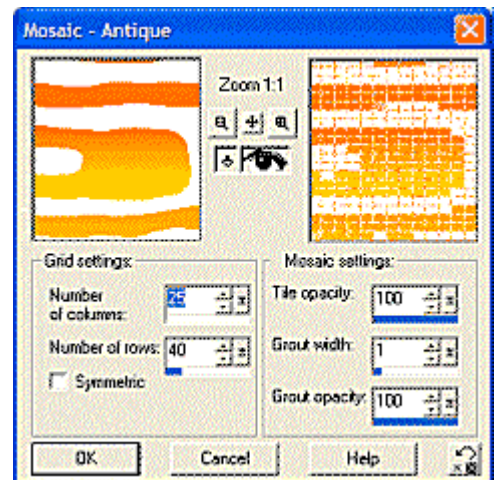 Mosaic - Antique
Zoom 1:1
Grid settings:
Number
of columns:
25
Number of rows: 40
Symmetric
Mosaic settings:
Tile opacity: 100
Grout width: 1
Grout opacity: 100
OK
Cancel
Help